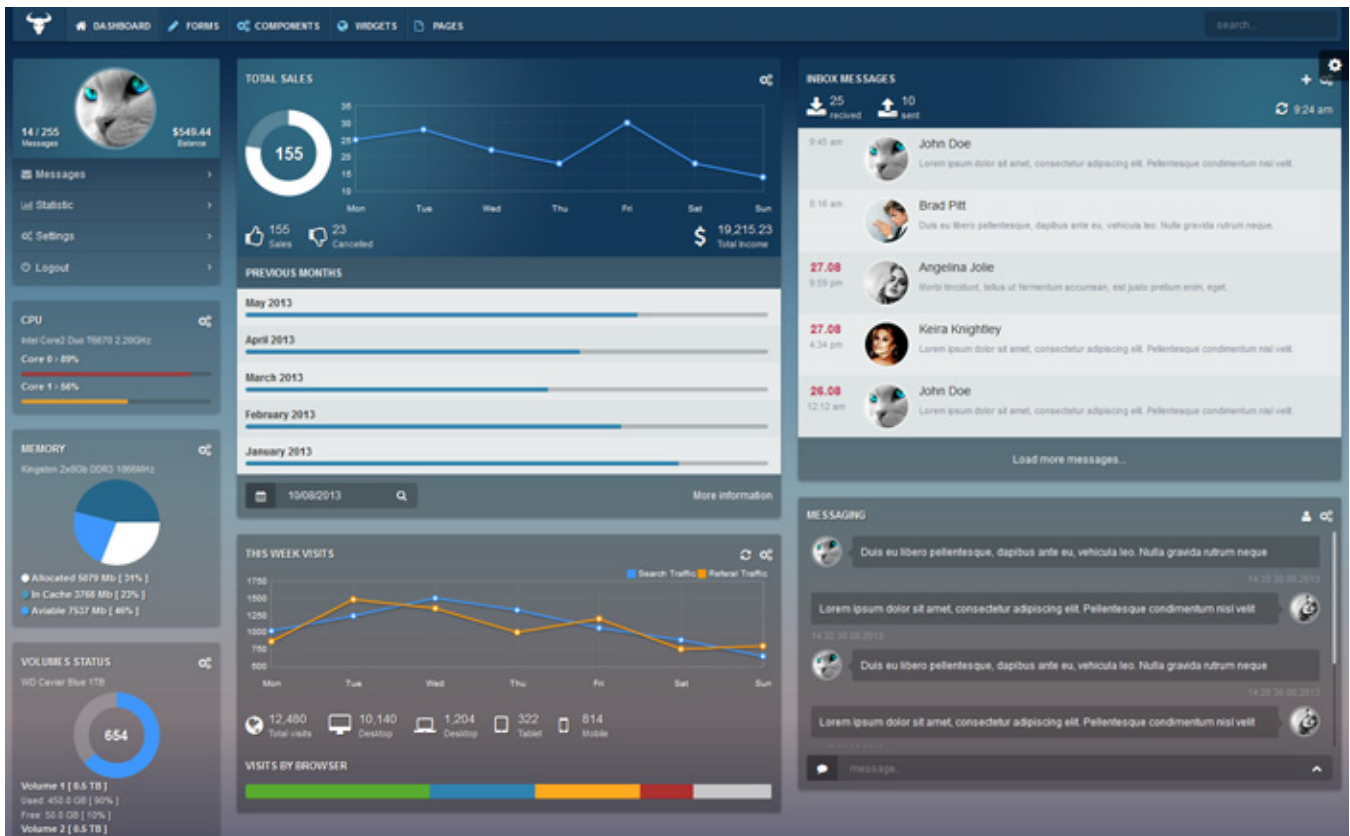 DASHBOARD FORMS COMPONENTS WIDGETS PAGES search...
14 / 255 $549.44
Messages Balance
Messages
Statistic
Settings
Logout
CPU
Intel Core2 Duo T6670 2.20GHz
Core 0 › 89%
Core 1 › 56%
MEMORY
Kingston 2x8Gb DDR3 1866MHz
Allocated 5079 Mb [ 31% ]
In Cache 3768 Mb [ 23% ]
Aviable 7537 Mb [ 46% ]
VOLUMES STATUS
WD Caviar Blue 1TB
654
Volume 1 [ 0.5 TB ]
Used: 450.0 GB [ 90% ]
Free: 50.0 GB [ 10% ]
Volume 2 [ 0.5 TB ]
TOTAL SALES
155
35
30
25
20
15
10
Mon Tue Wed Thu Fri Sat Sun
155 23 19,215.23
Sales Cancelled Total Income
PREVIOUS MONTHS
May 2013
April 2013
March 2013
February 2013
January 2013
10/08/2013 More information
THIS WEEK VISITS
Search Traffic Referal Traffic
1750
1500
1250
1000
750
500
Mon Tue Wed Thu Fri Sat Sun
12,480 10,140 1,204 322 814
Total visits Desktop Desktop Tablet Mobile
VISITS BY BROWSER
INBOX MESSAGES
25 10
recived sent 9:24 am
9:45 am John Doe
Lorem ipsum dolor sit amet, consectetur adipiscing elit. Pellentesque condimentum nisl velit.
8:16 am Brad Pitt
Duis eu libero pellentesque, dapibus ante eu, vehicula leo. Nulla gravida rutrum neque.
27.08 Angelina Jolie
9:59 pm Morbi tincidunt, tellus ut fermentum accumsan, est justo pretium enim, eget.
27.08 Keira Knightley
4:34 pm Lorem ipsum dolor sit amet, consectetur adipiscing elit. Pellentesque condimentum nisl velit.
26.08 John Doe
12:12 am Lorem ipsum dolor sit amet, consectetur adipiscing elit. Pellentesque condimentum nisl velit.
Load more messages...
MESSAGING
Duis eu libero pellentesque, dapibus ante eu, vehicula leo. Nulla gravida rutrum neque
14:33 30.08.2013
Lorem ipsum dolor sit amet, consectetur adipiscing elit. Pellentesque condimentum nisl velit
14:32 30.08.2013
Duis eu libero pellentesque, dapibus ante eu, vehicula leo. Nulla gravida rutrum neque
14:28 30.08.2013
Lorem ipsum dolor sit amet, consectetur adipiscing elit. Pellentesque condimentum nisl velit
message...